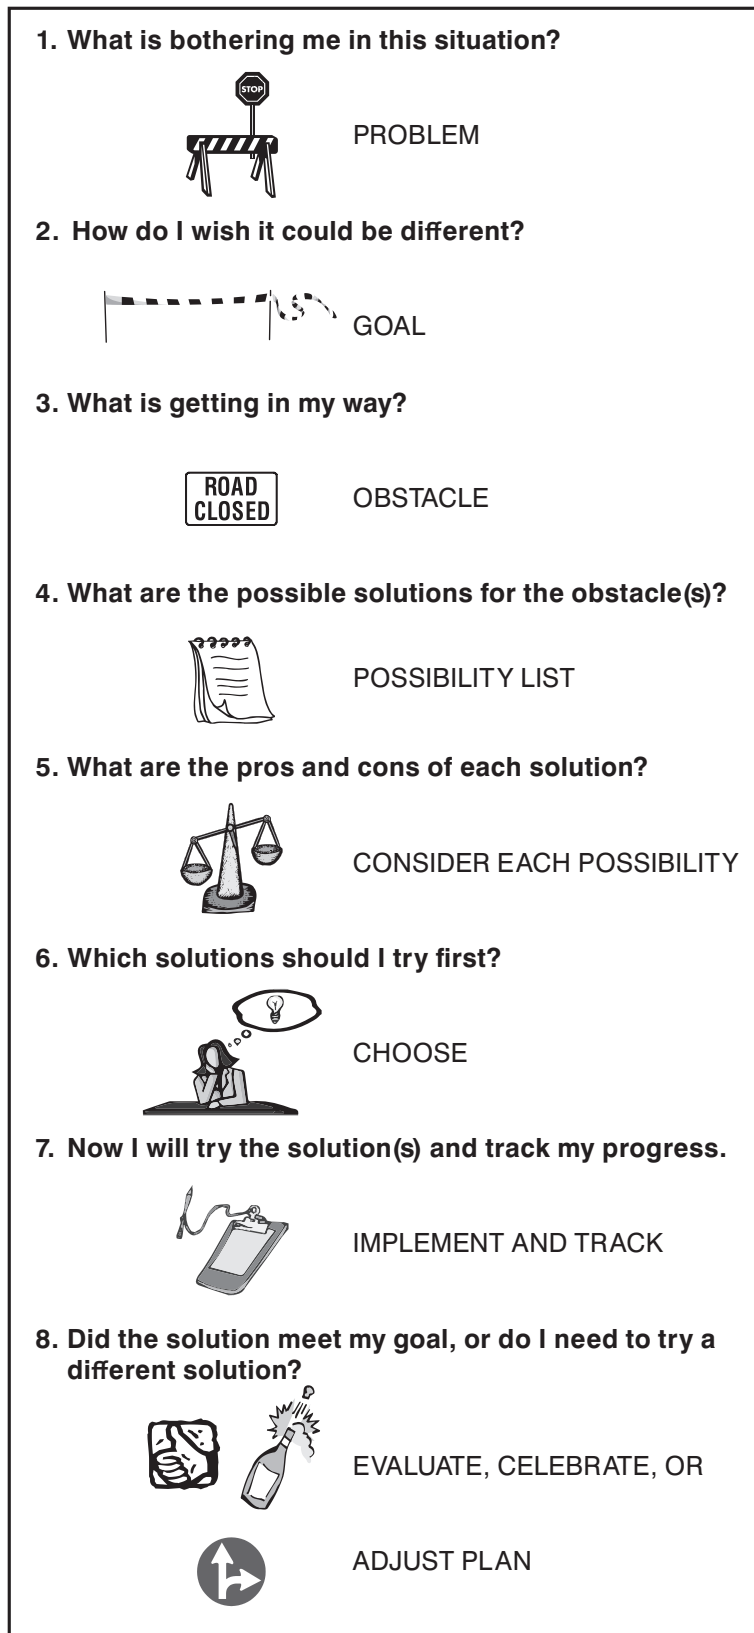 1. What is bothering me in this situation?
STOP
PROBLEM
2. How do I wish it could be different?
GOAL
3. What is getting in my way?
ROAD
CLOSED
OBSTACLE
4. What are the possible solutions for the obstacle(s)?
POSSIBILITY LIST
5. What are the pros and cons of each solution?
CONSIDER EACH POSSIBILITY
6. Which solutions should I try first?
CHOOSE
7. Now I will try the solution(s) and track my progress.
IMPLEMENT AND TRACK
8. Did the solution meet my goal, or do I need to try a
different solution?
EVALUATE, CELEBRATE, OR
ADJUST PLAN